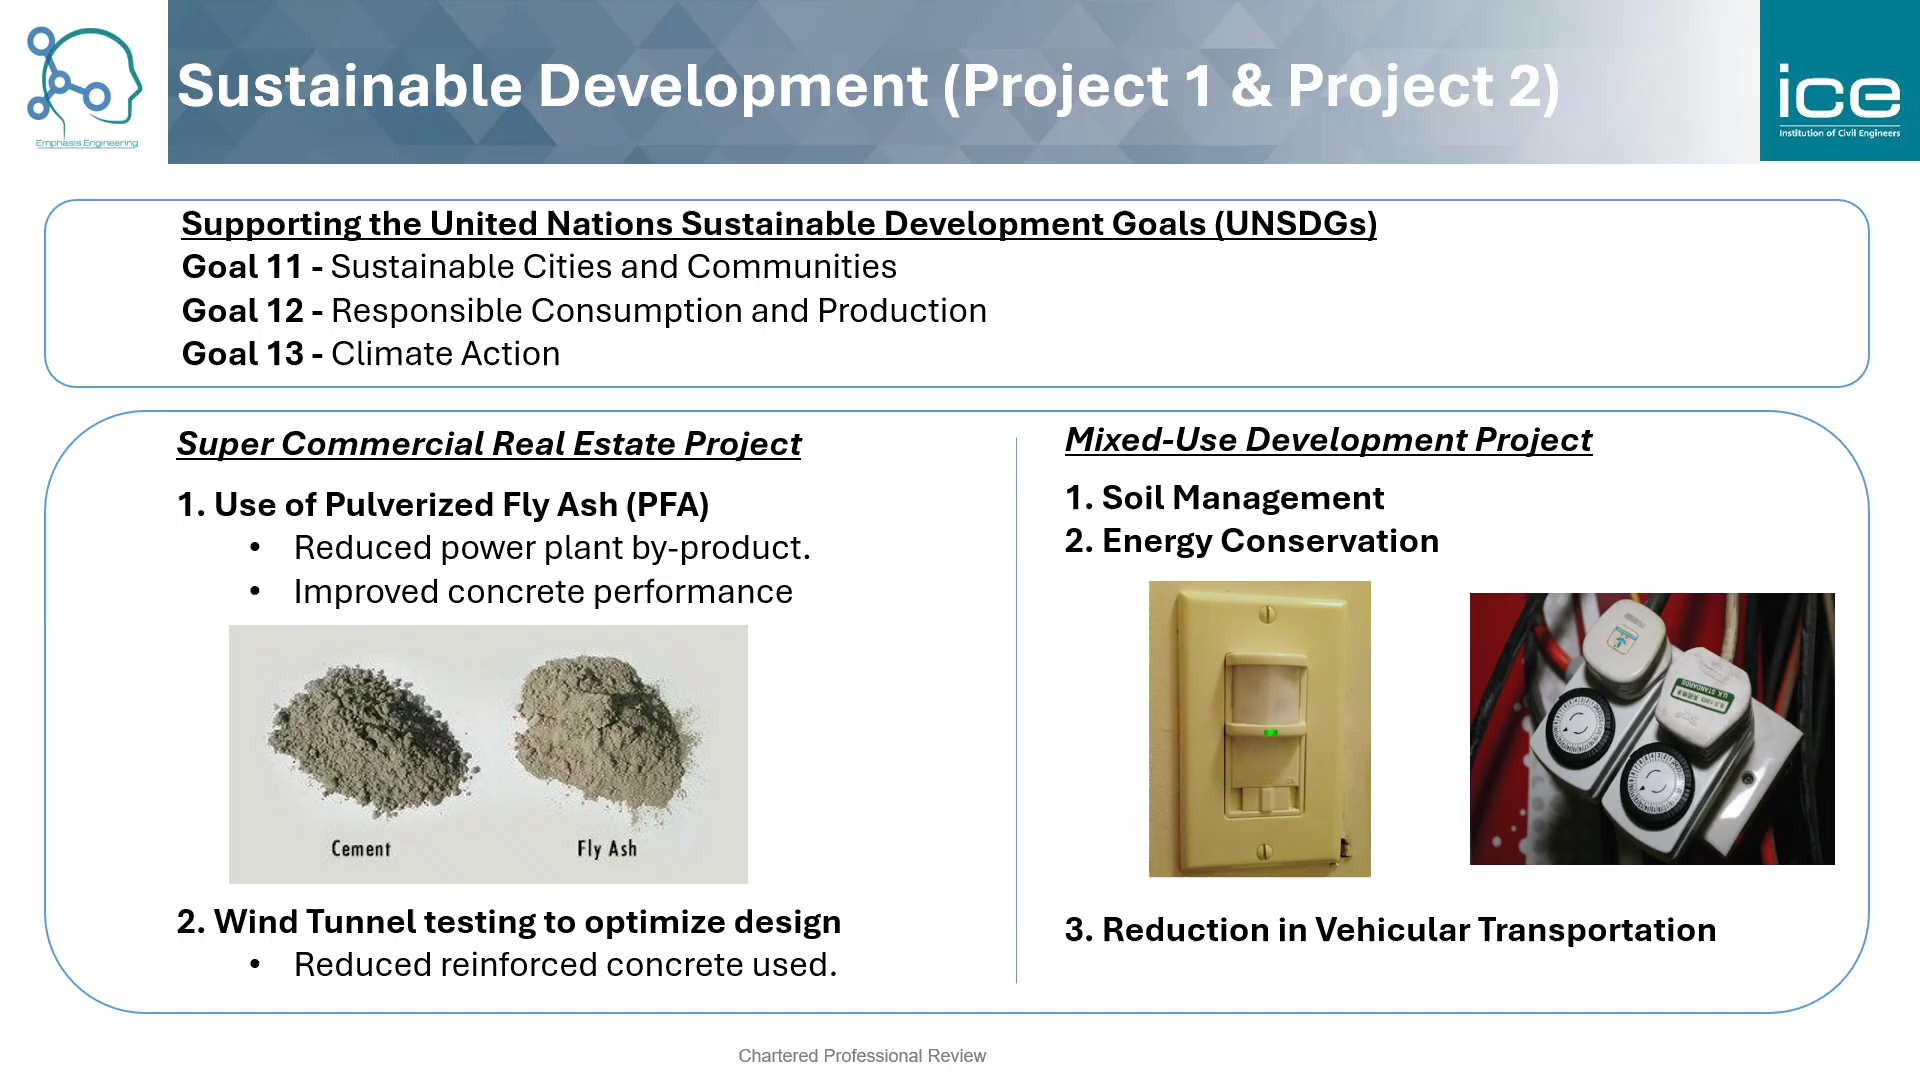 Emphasis Engineering
Sustainable Development (Project 1 & Project 2)
ice
Institution of Civil Engineers
Supporting the United Nations Sustainable Development Goals (UNSDGs)
Goal 11 - Sustainable Cities and Communities
Goal 12 - Responsible Consumption and Production
Goal 13 - Climate Action
Super Commercial Real Estate Project
1. Use of Pulverized Fly Ash (PFA)
• Reduced power plant by-product.
• Improved concrete performance
Cement
Fly Ash
2. Wind Tunnel testing to optimize design
• Reduced reinforced concrete used.
Mixed-Use Development Project
1. Soil Management
2. Energy Conservation
U.K STANDARDS
3. Reduction in Vehicular Transportation
Chartered Professional Review